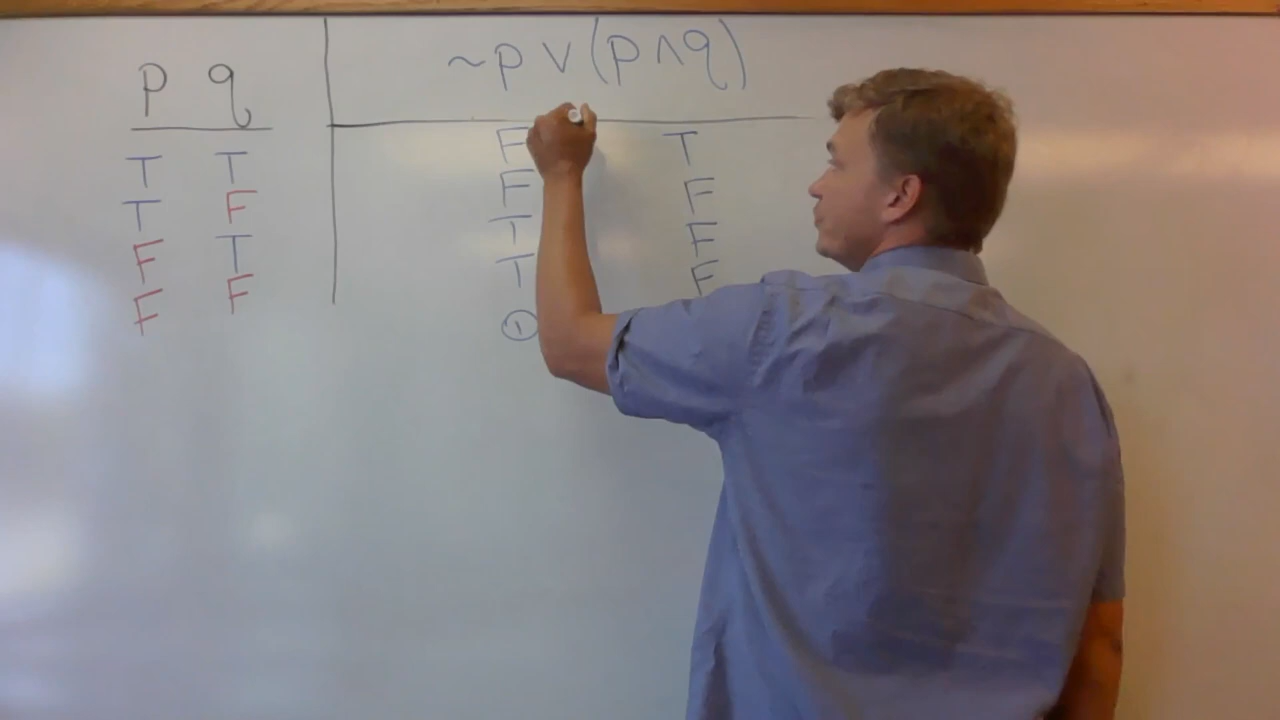 p q ~p ∨ (p ∧ q)
T T F T
T F F F
F T T F
F F T F
①